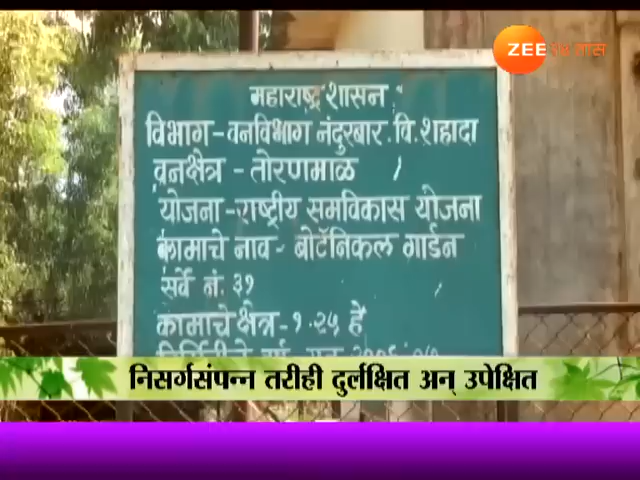 ZEE २४ तास
महाराष्ट्र शासन
विभाग-वनविभाग नंदुरबार. वि. शहादा
वनक्षेत्र - तोरणमाळ
योजना-राष्ट्रीय समविकास योजना
कामाचे नाव - बोटॅनिकल गार्डन
सर्वे नं. ३१
कामाचे क्षेत्र - १.२५ हे
निसर्गसंपन्न तरीही दुर्लक्षित अन् उपेक्षित